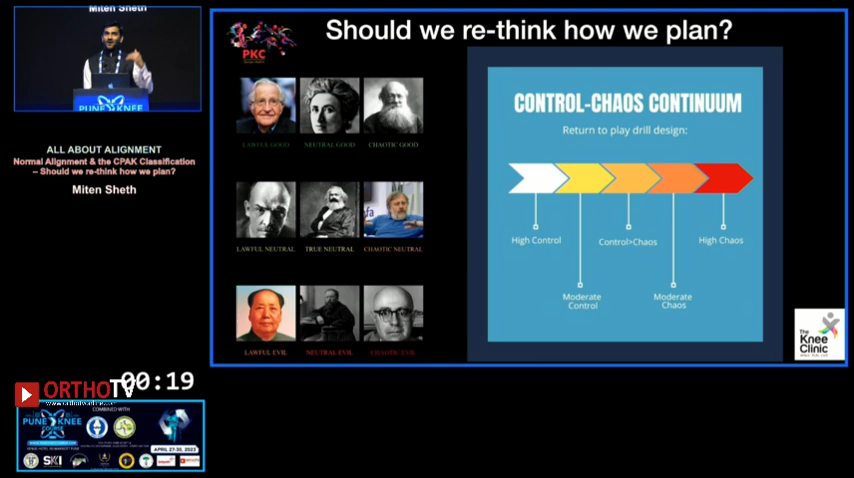 Miten Sheth
PUNE KNEE
ALL ABOUT ALIGNMENT
Normal Alignment & the CPAK Classification
– Should we re-think how we plan?
Miten Sheth
Should we re-think how we plan?
PKC
LAWFUL GOOD
NEUTRAL GOOD
CHAOTIC GOOD
LAWFUL NEUTRAL
TRUE NEUTRAL
CHAOTIC NEUTRAL
LAWFUL EVIL
NEUTRAL EVIL
CHAOTIC EVIL
CONTROL-CHAOS CONTINUUM
Return to play drill design:
High Control
Control>Chaos
High Chaos
Moderate
Control
Moderate
Chaos
The
Knee
Clinic
00:19
ORTHOTV
COMBINED WITH
PUNE KNEE
COURSE
APRIL 27-30, 2023
SKI